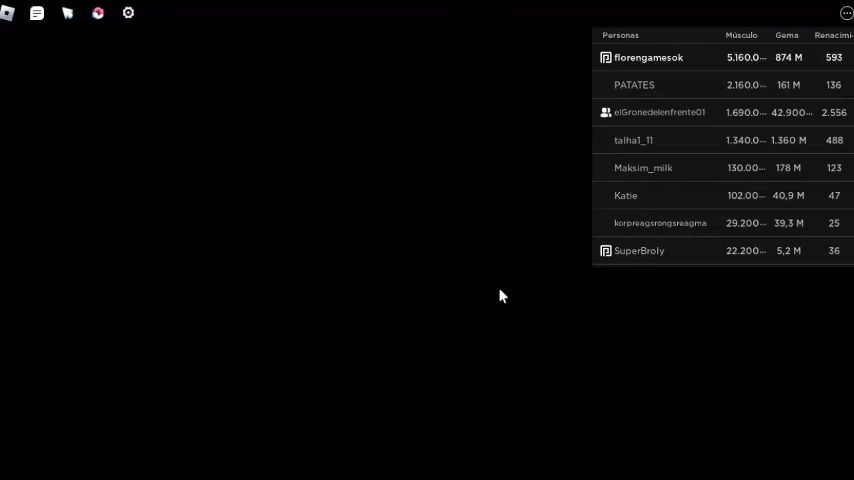 Personas Músculo Gema Renacimi
florengamesok 5.160.0... 874 M 593
PATATES 2.160.0... 161 M 136
elGronedelenfrente01 1.690.0... 42.900... 2.556
talha1_11 1.340.0... 1.360 M 488
Maksim_milk 130.00... 178 M 123
Katie 102.00... 40,9 M 47
korpreagsrongsreagma 29.200... 39,3 M 25
SuperBroly 22.200... 5,2 M 36